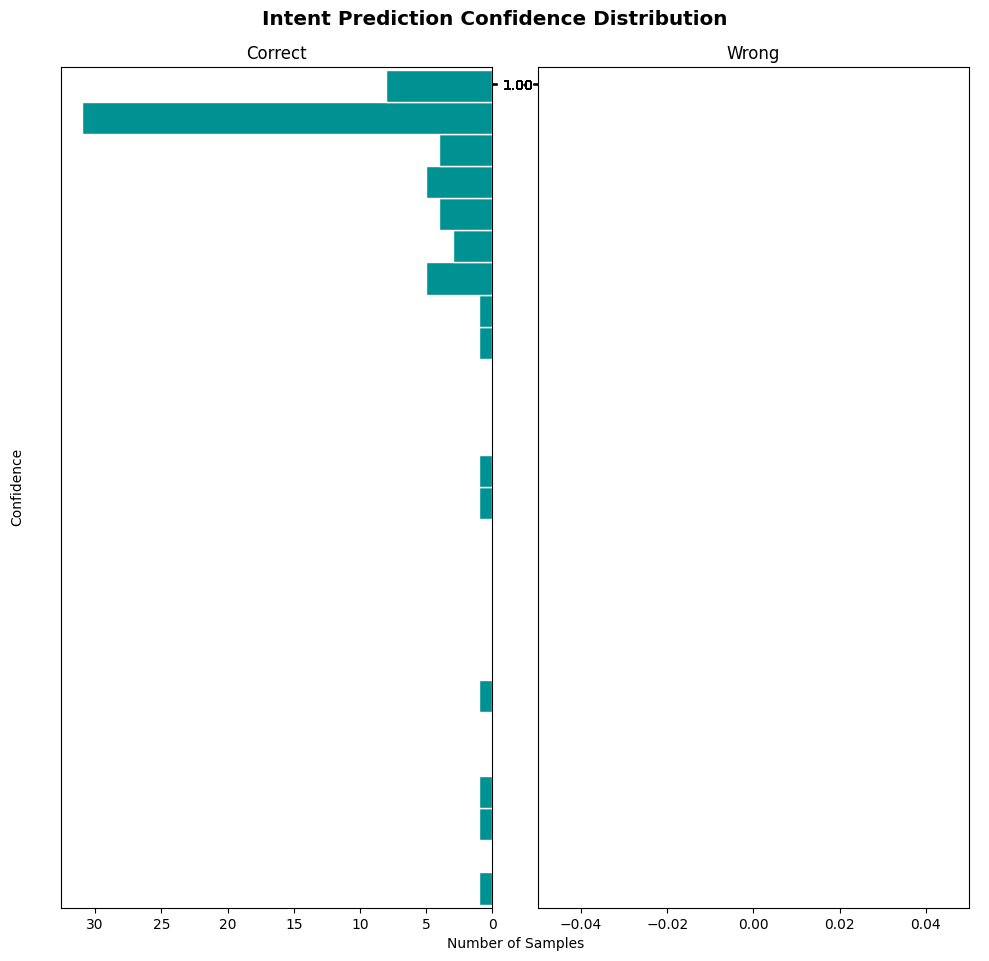 Intent Prediction Confidence Distribution
Correct
Wrong
1.00
Confidence
30 25 20 15 10 5 0
−0.04 −0.02 0.00 0.02 0.04
Number of Samples